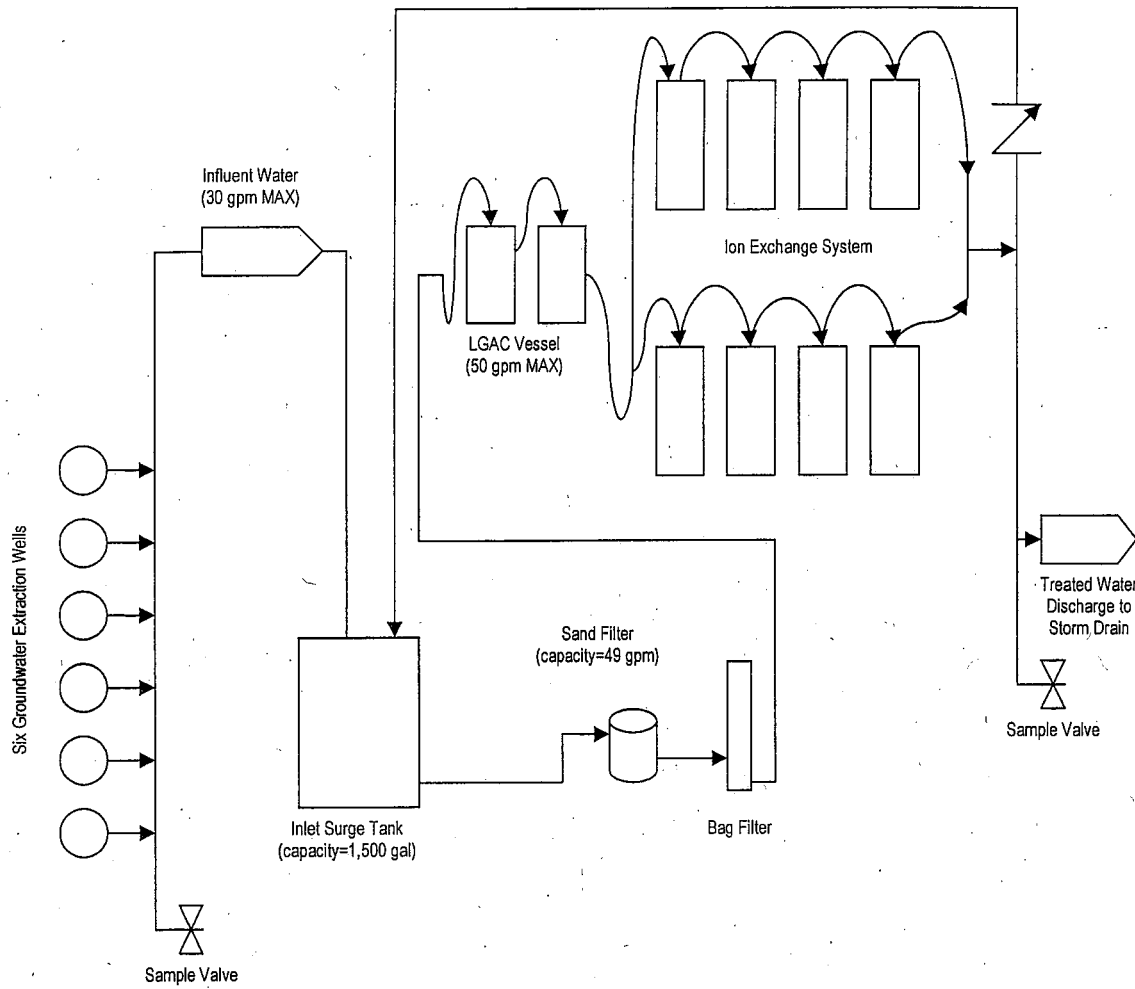 Influent Water
(30 gpm MAX)
Ion Exchange System
LGAC Vessel
(50 gpm MAX)
Six Groundwater Extraction Wells
Treated Water
Discharge to
Storm Drain
Sand Filter
(capacity=49 gpm)
Sample Valve
Bag Filter
Inlet Surge Tank
(capacity=1,500 gal)
Sample Valve